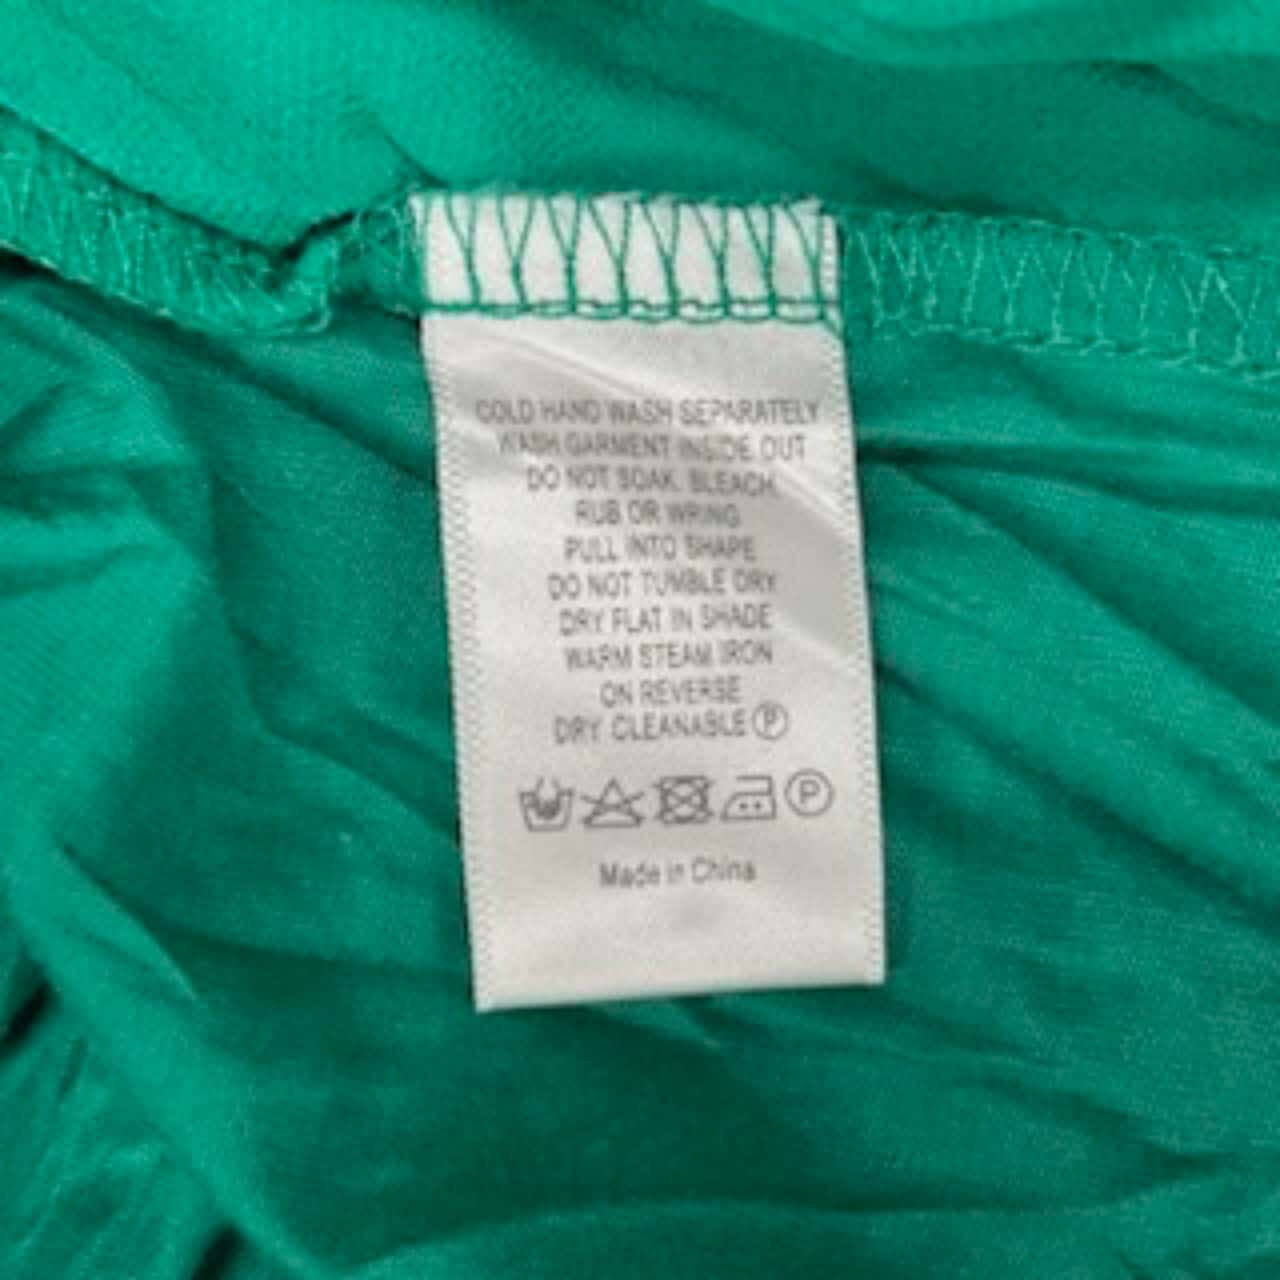 COLD HAND WASH SEPARATELY
WASH GARMENT INSIDE OUT
DO NOT SOAK, BLEACH,
RUB OR WRING
PULL INTO SHAPE
DO NOT TUMBLE DRY
DRY FLAT IN SHADE
WARM STEAM IRON
ON REVERSE
DRY CLEANABLE Ⓟ
Ⓟ
Made in China